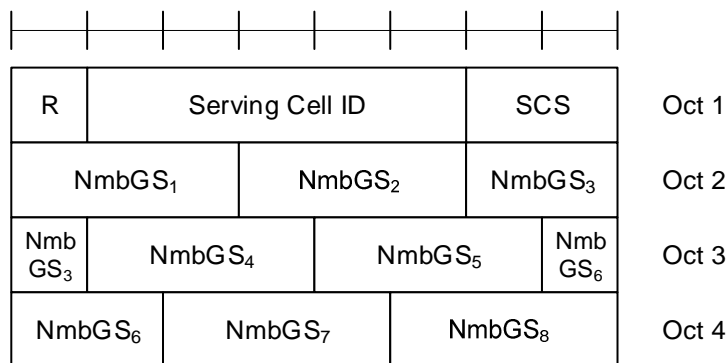 R Serving Cell ID SCS Oct 1
NmbGS₁ NmbGS₂ NmbGS₃ Oct 2
Nmb GS₃ NmbGS₄ NmbGS₅ Nmb GS₆ Oct 3
NmbGS₆ NmbGS₇ NmbGS₈ Oct 4